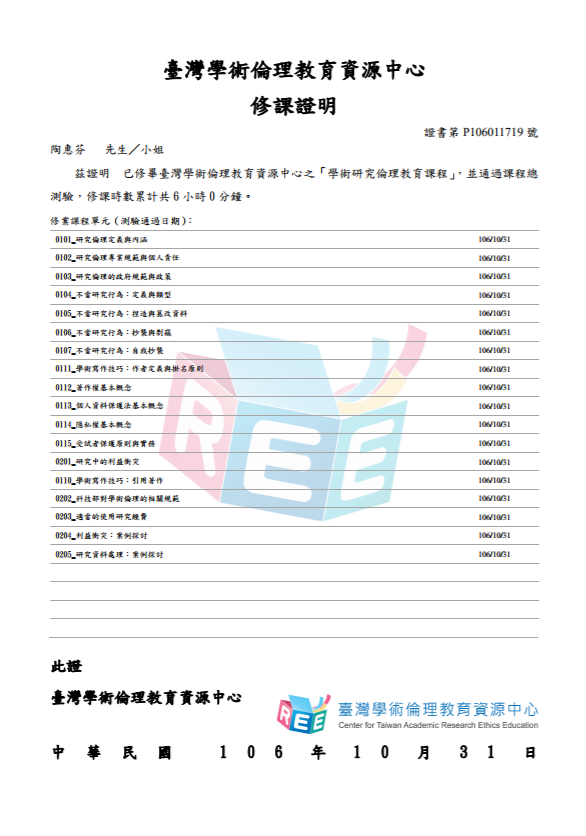 臺灣學術倫理教育資源中心
修課證明
證書第 P106011719 號
陶惠芬 先生／小姐
茲證明 已修畢臺灣學術倫理教育資源中心之「學術研究倫理教育課程」，並通過課程總
測驗，修課時數累計共 6 小時 0 分鐘。
修業課程單元（測驗通過日期）：
0101_研究倫理定義與內涵 106/10/31
0102_研究倫理專業規範與個人責任 106/10/31
0103_研究倫理的政府規範與政策 106/10/31
0104_不當研究行為：定義與類型 106/10/31
0105_不當研究行為：捏造與篡改資料 106/10/31
0106_不當研究行為：抄襲與剽竊 106/10/31
0107_不當研究行為：自我抄襲 106/10/31
0111_學術寫作技巧：作者定義與掛名原則 106/10/31
0112_著作權基本概念 106/10/31
0113_個人資料保護法基本概念 106/10/31
0114_隱私權基本概念 106/10/31
0115_受試者保護原則與實務 106/10/31
0201_研究中的利益衝突 106/10/31
0110_學術寫作技巧：引用著作 106/10/31
0202_科技部對學術倫理的相關規範 106/10/31
0203_適當的使用研究經費 106/10/31
0204_利益衝突：案例探討 106/10/31
0205_研究資料處理：案例探討 106/10/31
REE
此證
臺灣學術倫理教育資源中心
REE
臺灣學術倫理教育資源中心
Center for Taiwan Academic Research Ethics Education
中華民國 106 年 10 月 31 日